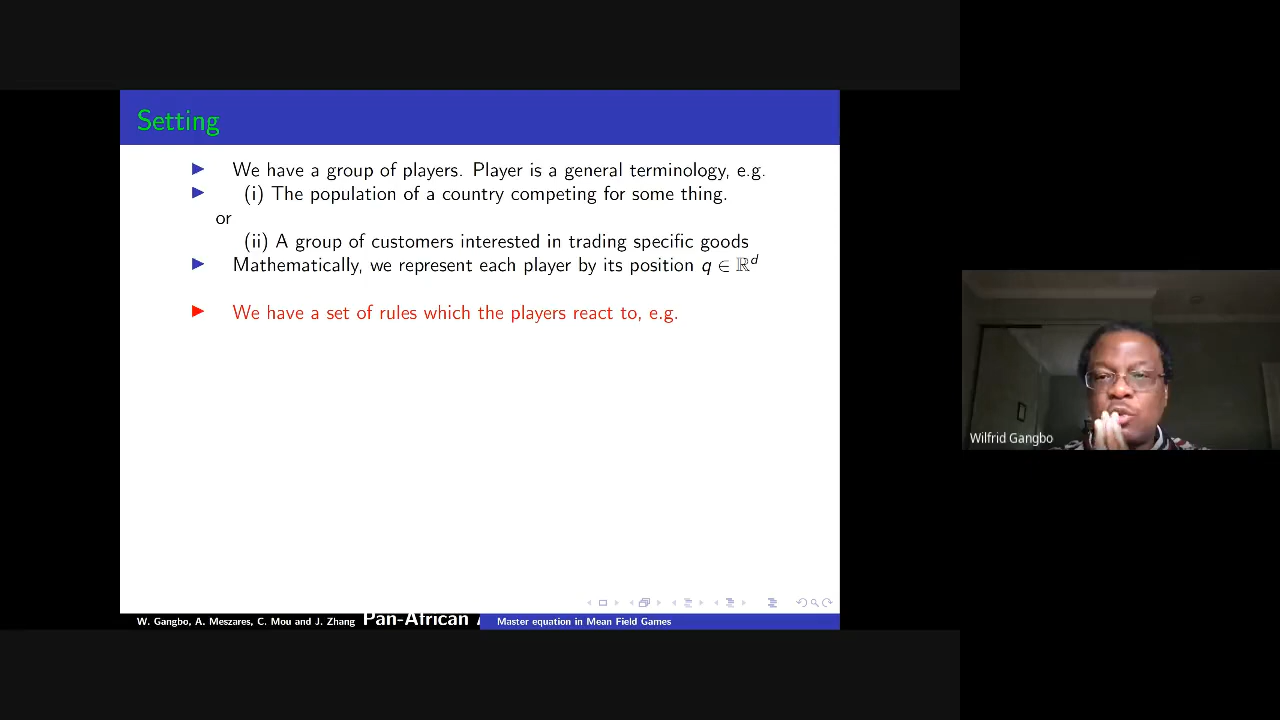 Setting
We have a group of players. Player is a general terminology, e.g.
(i) The population of a country competing for some thing.
or
(ii) A group of customers interested in trading specific goods
Mathematically, we represent each player by its position q ∈ ℝᵈ
We have a set of rules which the players react to, e.g.
Wilfrid Gangbo
W. Gangbo, A. Meszares, C. Mou and J. Zhang Pan-African Master equation in Mean Field Games